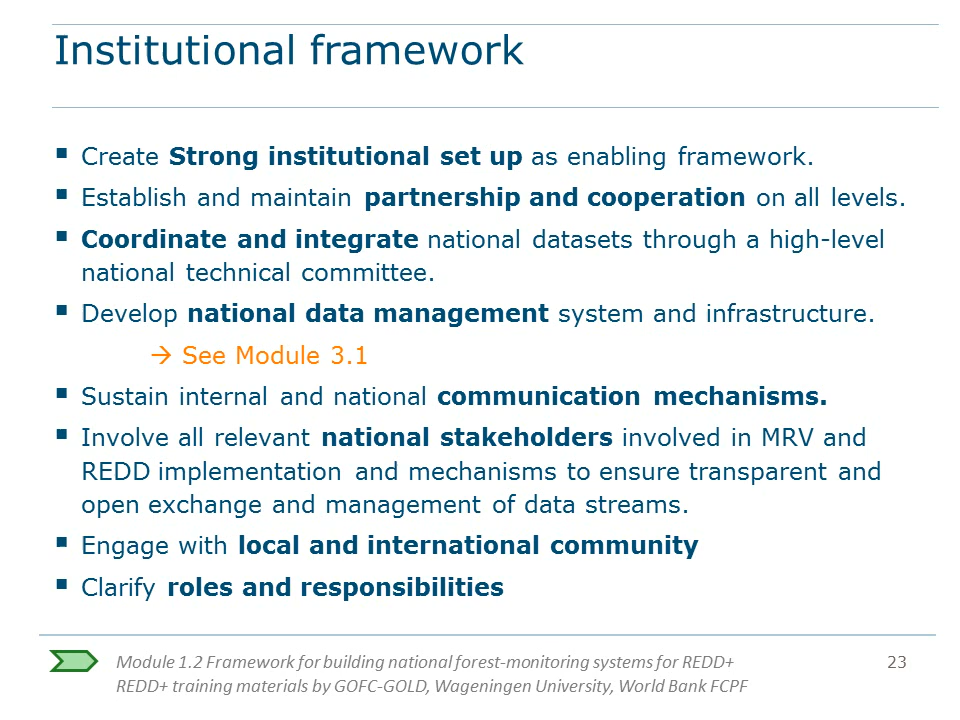 Institutional framework
▪ Create Strong institutional set up as enabling framework.
▪ Establish and maintain partnership and cooperation on all levels.
▪ Coordinate and integrate national datasets through a high-level
national technical committee.
▪ Develop national data management system and infrastructure.
→ See Module 3.1
▪ Sustain internal and national communication mechanisms.
▪ Involve all relevant national stakeholders involved in MRV and
REDD implementation and mechanisms to ensure transparent and
open exchange and management of data streams.
▪ Engage with local and international community
▪ Clarify roles and responsibilities
Module 1.2 Framework for building national forest-monitoring systems for REDD+
REDD+ training materials by GOFC-GOLD, Wageningen University, World Bank FCPF
23